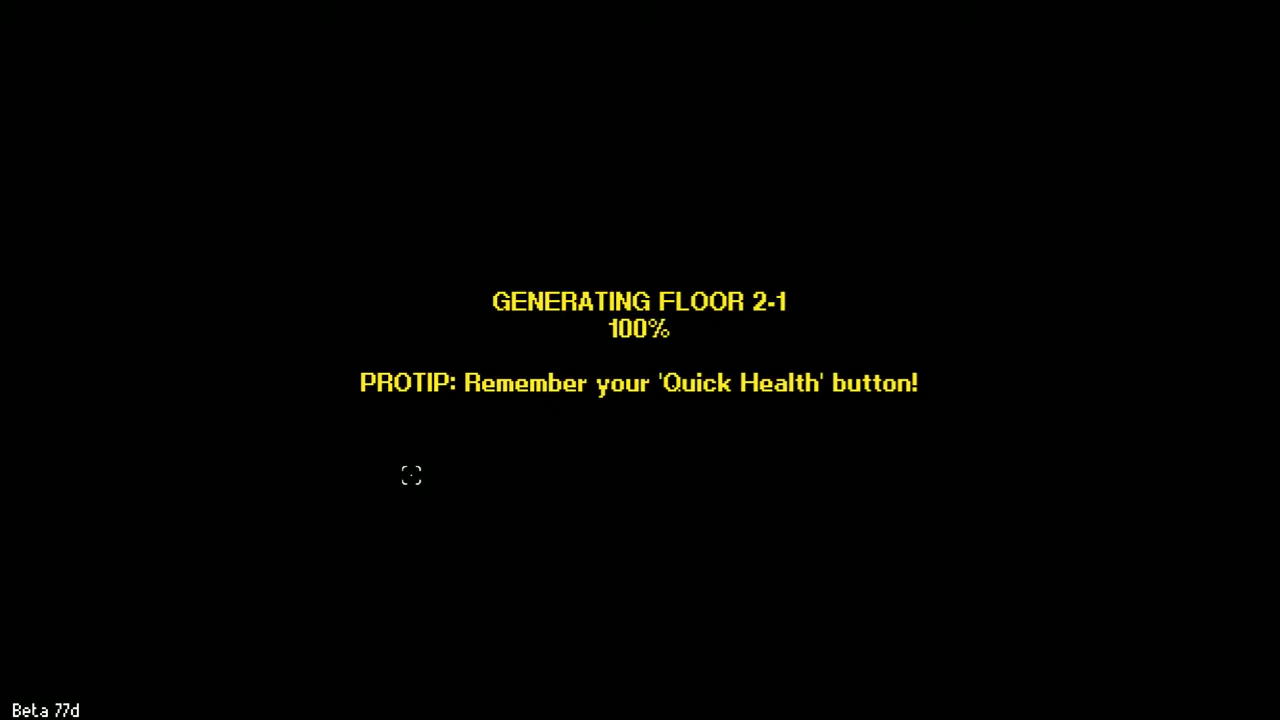 GENERATING FLOOR 2-1
100%
PROTIP: Remember your 'Quick Health' button!
Beta 77d